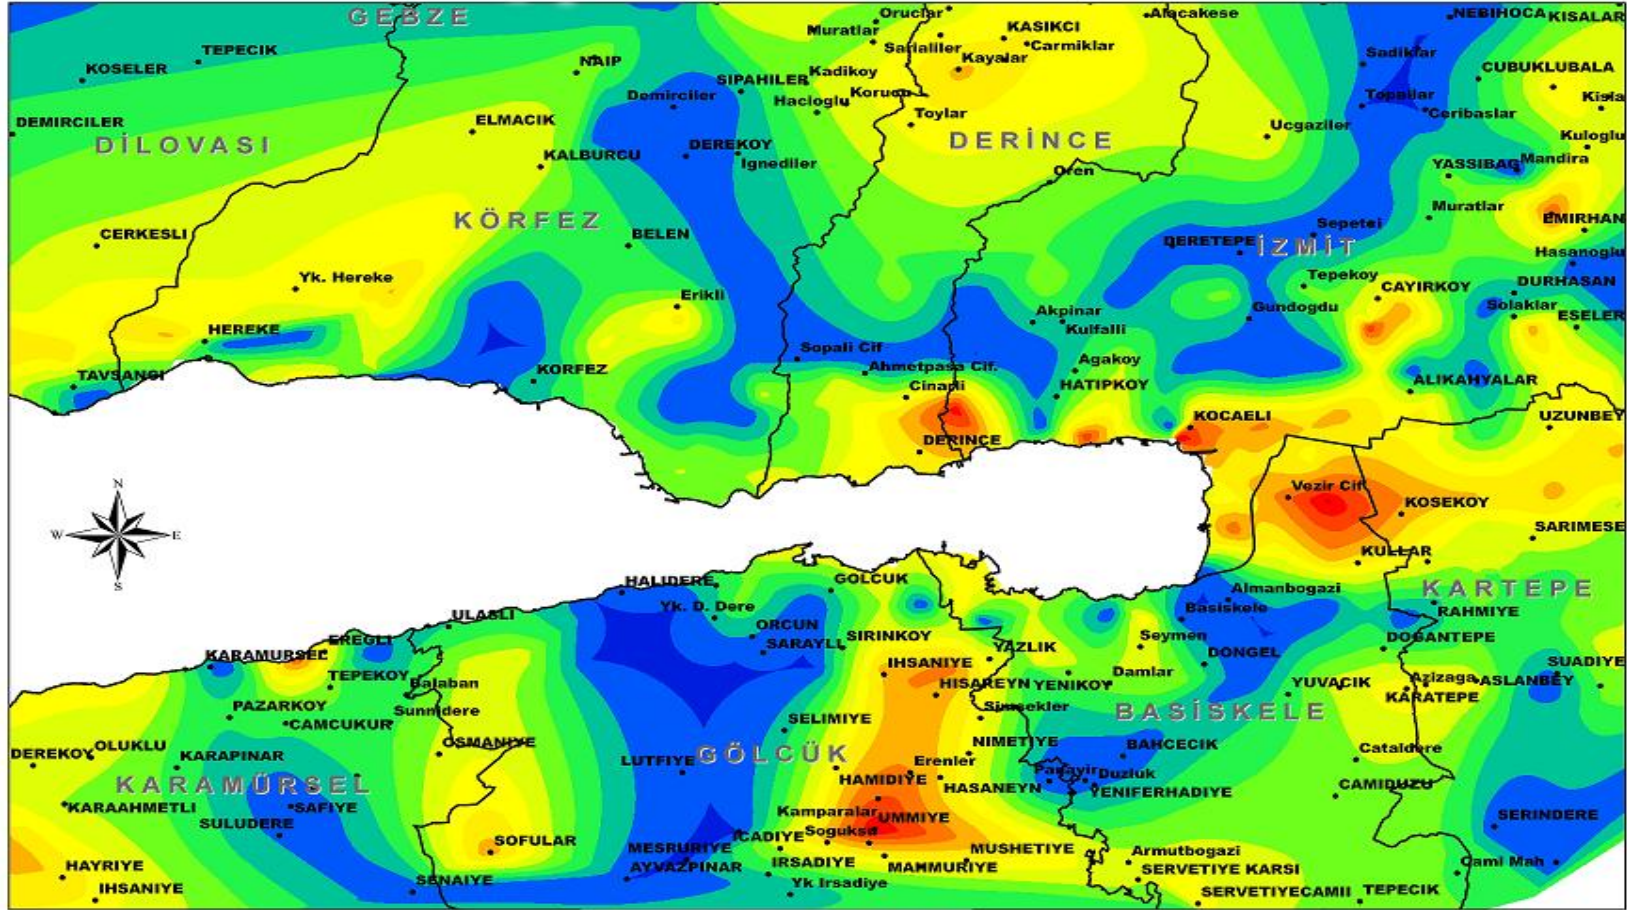 GEBZE
Oruclar
Alacakese
NEBIHOCA
KISALAR
Muratlar
KASIKCI
Sarialiler
Carmiklar
Sadiklar
TEPECIK
NAIP
Kayalar
KOSELER
SIPAHILER
Kadikoy
CUBUKLUBALA
Demirciler
Hacioglu
Korucu
Topallar
Kisla
DEMIRCILER
ELMACIK
Toylar
Ceribaslar
Ucgaziler
DİLOVASI
DEREKOY
DERİNCE
Kuloglu
KALBURCU
Ignediler
YASSIBAG
Mandira
Oren
KÖRFEZ
Muratlar
EMIRHAN
CERKESLI
BELEN
Sepetci
DERETEPE
İZMİT
Hasanoglu
Yk. Hereke
Tepekoy
CAYIRKOY
DURHASAN
Erikli
Akpinar
Gundogdu
Solaklar
ESELER
HEREKE
Kulfalli
Sopali Cif
Agakoy
TAVSANCI
KORFEZ
Ahmetpasa Cif.
HATIPKOY
ALIKAHYALAR
Cinarli
KOCAELI
UZUNBEY
DERINCE
Vezir Cif
KOSEKOY
N
W
E
S
SARIMESE
KULLAR
HALIDERE
GOLCUK
Almanbogazi
KARTEPE
Yk. D. Dere
Basiskele
RAHMIYE
ULASLI
ORCUN
EREGLI
SARAYLI
SIRINKOY
Seymen
DOGANTEPE
KARAMURSEL
YAZLIK
DONGEL
IHSANIYE
SUADIYE
TEPEKOY
Balaban
HISAREYN
YENIKOY
Damlar
YUVACIK
Azizaga
ASLANBEY
KARATEPE
PAZARKOY
Sunnidere
Simsekler
BASİSKELE
CAMCUKUR
SELIMIYE
OSMANIYE
NIMETIYE
BAHCECIK
Cataldere
DEREKOY
OLUKLU
KARAPINAR
LUTFIYE
GÖLCÜK
Erenler
Panayir
Duzluk
KARAMÜRSEL
HAMIDIYE
HASANEYN
YENIFERHADIYE
CAMIDUZU
KARAAHMETLI
SAFIYE
Kamparalar
UMMIYE
SERINDERE
SULUDERE
ICADIYE
Soguksu
SOFULAR
MESRURIYE
MUSHETIYE
Armutbogazi
Cami Mah
HAYRIYE
AYVAZPINAR
IRSADIYE
MAHMURIYE
SERVETIYE KARSI
SENAIYE
Yk Irsadiye
IHSANIYE
SERVETIYECAMII
TEPECIK